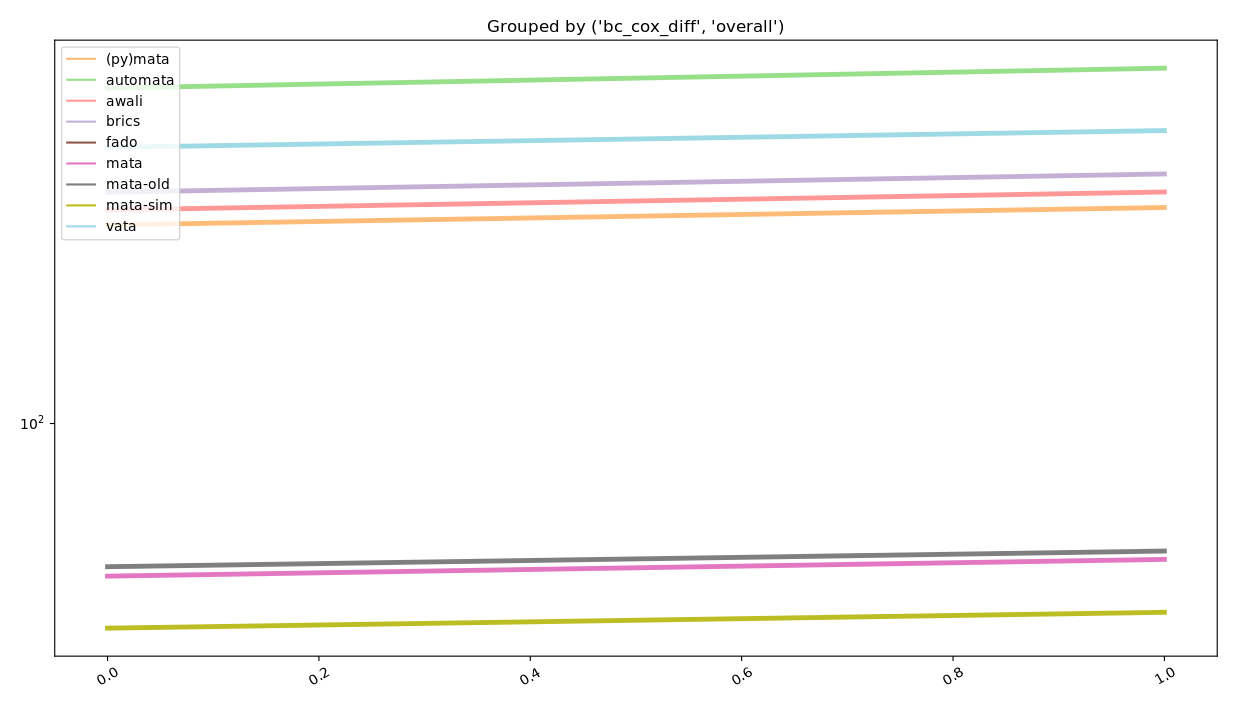 Grouped by ('bc_cox_diff', 'overall')
(py)mata
automata
awali
brics
fado
mata
mata-old
mata-sim
vata
10²
0.0 0.2 0.4 0.6 0.8 1.0